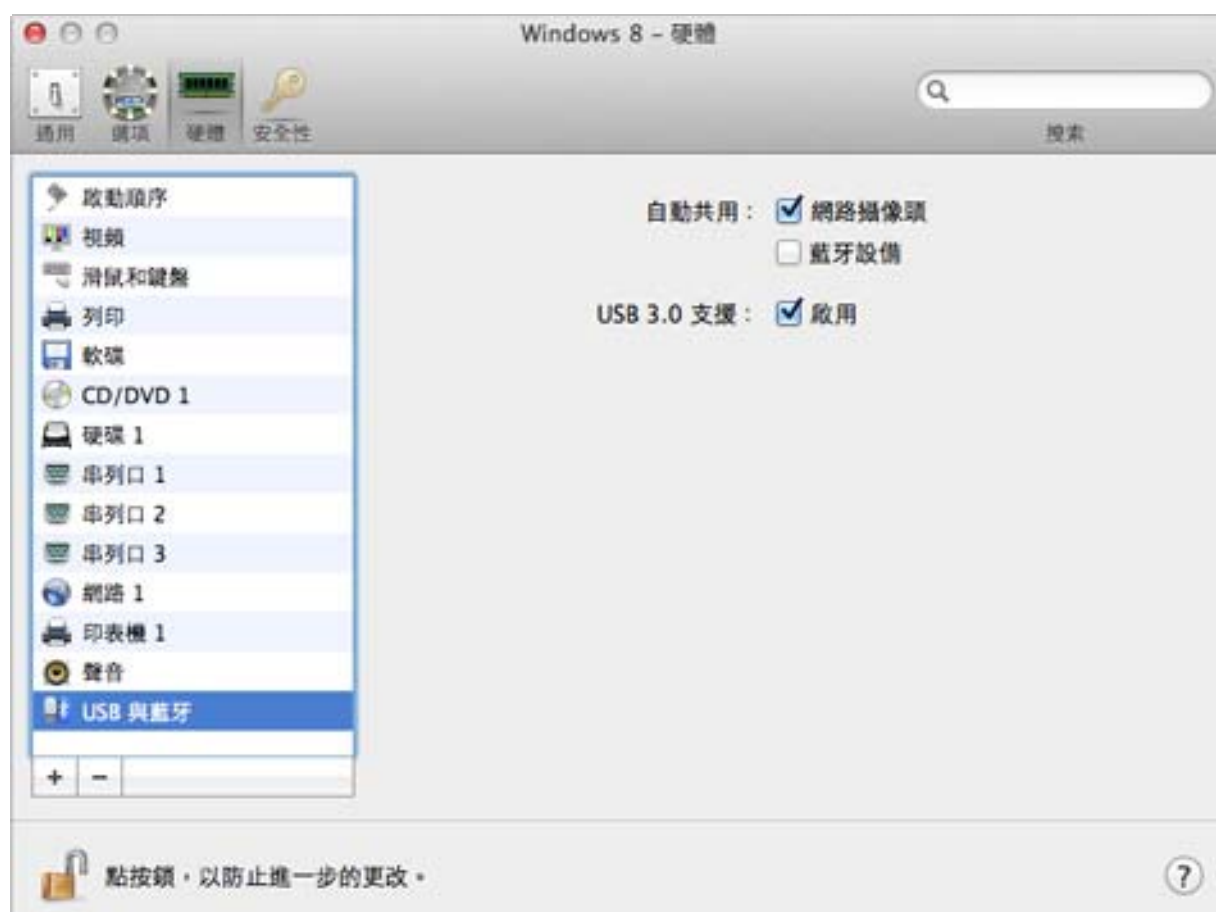 Windows 8 – 硬體
通用 選項 硬體 安全性
搜索
啟動順序
視頻
滑鼠和鍵盤
列印
軟碟
CD/DVD 1
硬碟 1
串列口 1
串列口 2
串列口 3
網路 1
印表機 1
聲音
USB 與藍牙
+ −
自動共用： 網路攝像頭
藍牙設備
USB 3.0 支援： 啟用
點按鎖，以防止進一步的更改。
?